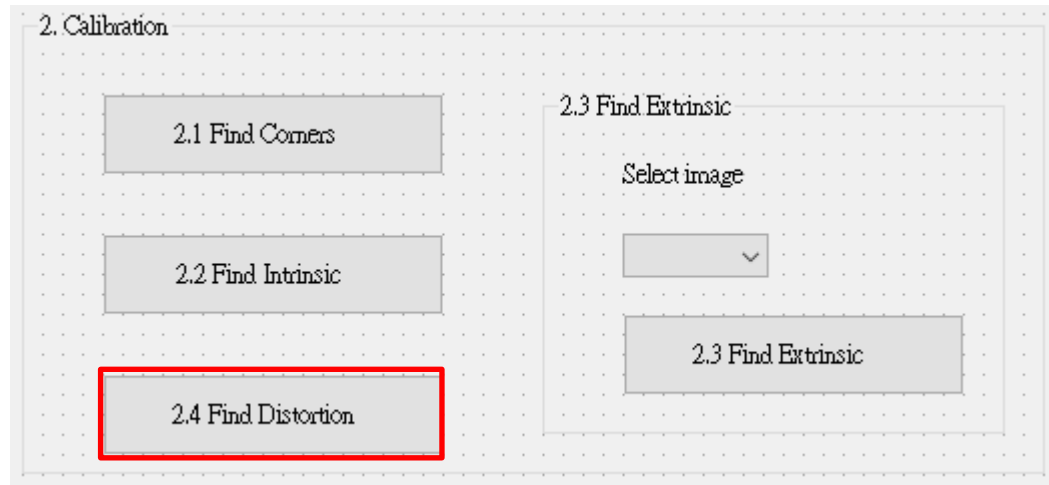 2. Calibration
2.1 Find Corners
2.2 Find Intrinsic
2.4 Find Distortion
2.3 Find Extrinsic
Select image
2.3 Find Extrinsic